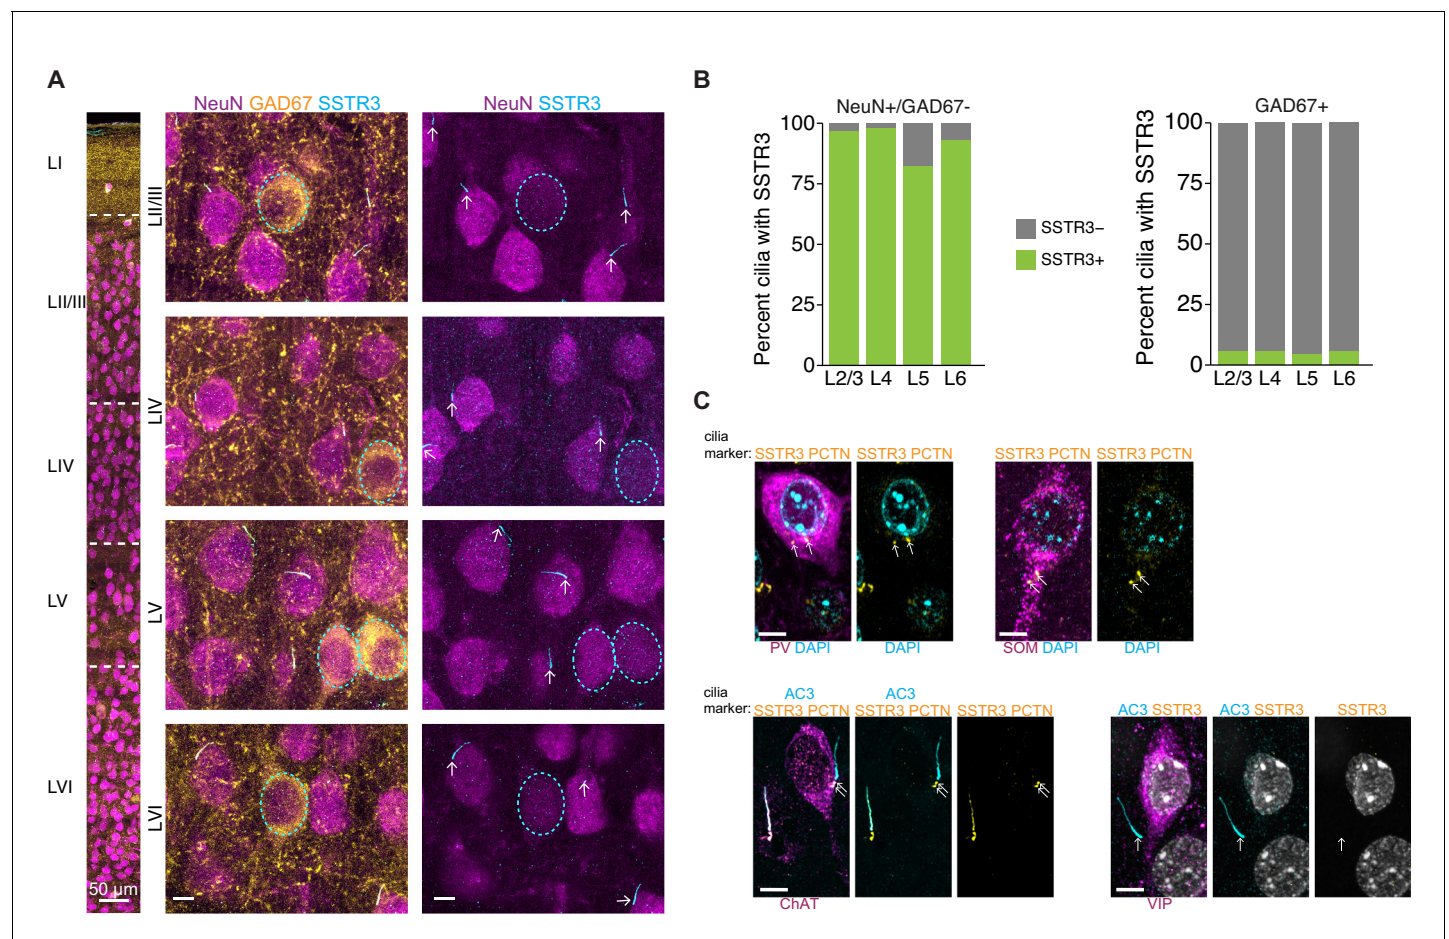 A
NeuN GAD67 SSTR3
NeuN SSTR3
LI
LII/III
LIV
LV
LVI
50 µm
LII/III
LIV
LV
LVI
B
NeuN+/GAD67-
Percent cilia with SSTR3
100
75
50
25
0
L2/3 L4 L5 L6
SSTR3–
SSTR3+
GAD67+
Percent cilia with SSTR3
100
75
50
25
0
L2/3 L4 L5 L6
C
cilia
marker: SSTR3 PCTN SSTR3 PCTN
PV DAPI DAPI
SSTR3 PCTN SSTR3 PCTN
SOM DAPI DAPI
cilia AC3 AC3
marker: SSTR3 PCTN SSTR3 PCTN SSTR3 PCTN
ChAT
AC3 SSTR3 AC3 SSTR3 SSTR3
VIP